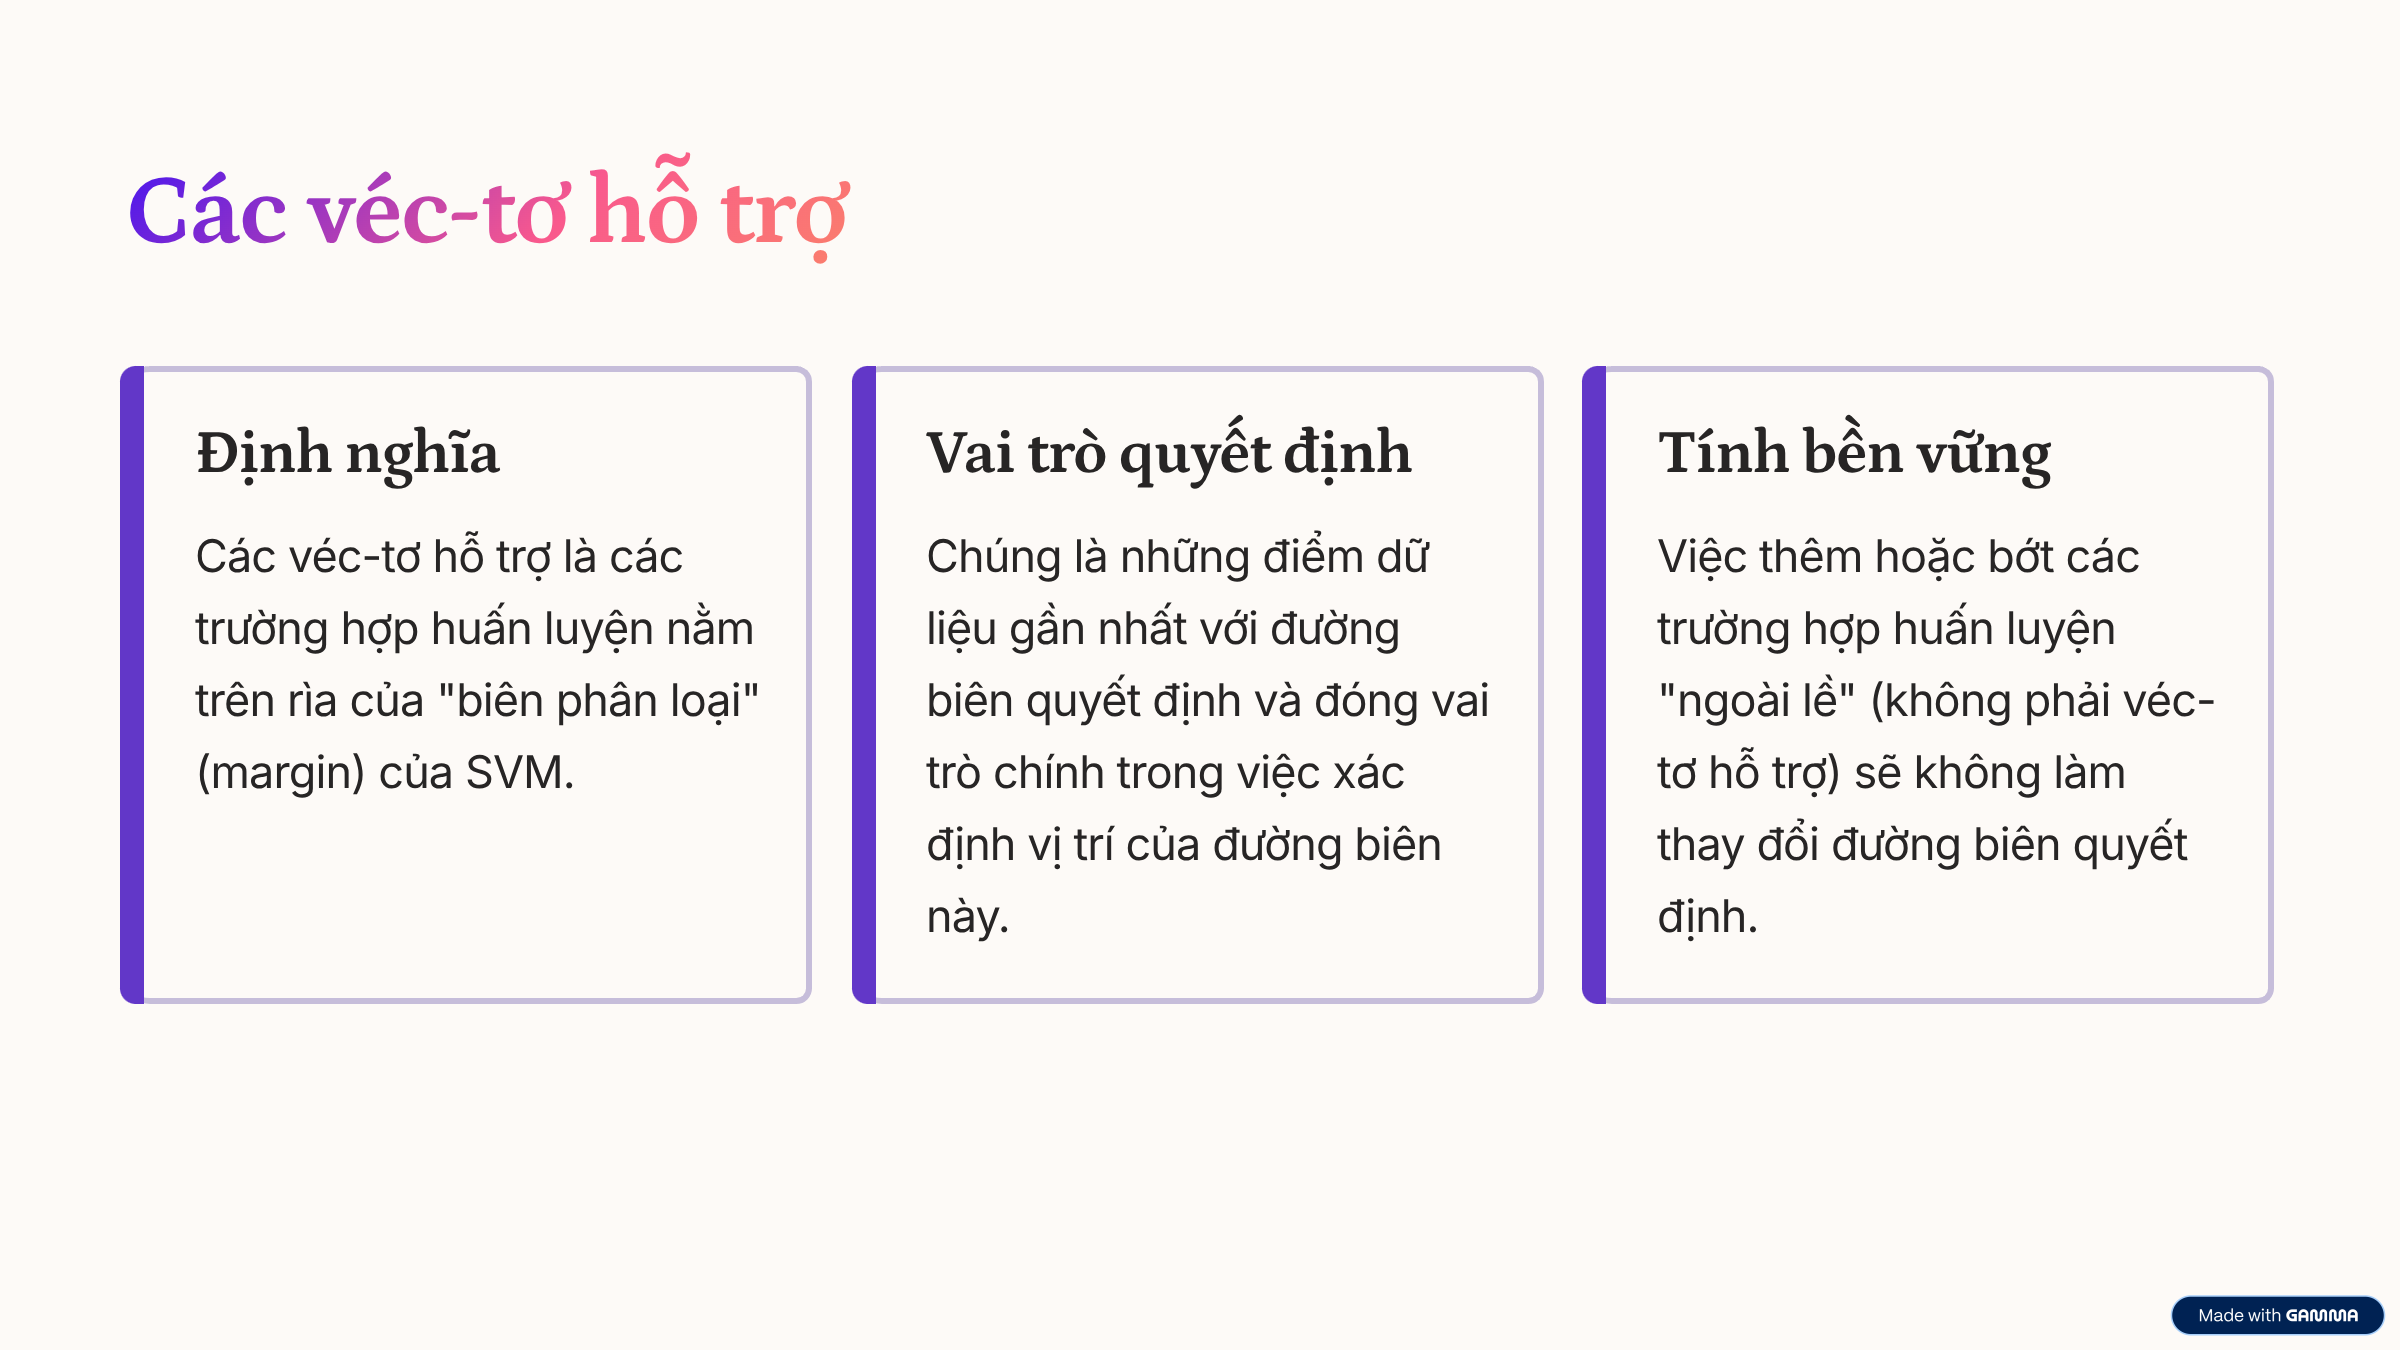 Các véc-tơ hỗ trợ
Định nghĩa
Các véc-tơ hỗ trợ là các
trường hợp huấn luyện nằm
trên rìa của "biên phân loại"
(margin) của SVM.
Vai trò quyết định
Chúng là những điểm dữ
liệu gần nhất với đường
biên quyết định và đóng vai
trò chính trong việc xác
định vị trí của đường biên
này.
Tính bền vững
Việc thêm hoặc bớt các
trường hợp huấn luyện
"ngoài lề" (không phải véc-
tơ hỗ trợ) sẽ không làm
thay đổi đường biên quyết
định.
Made with GAMMA